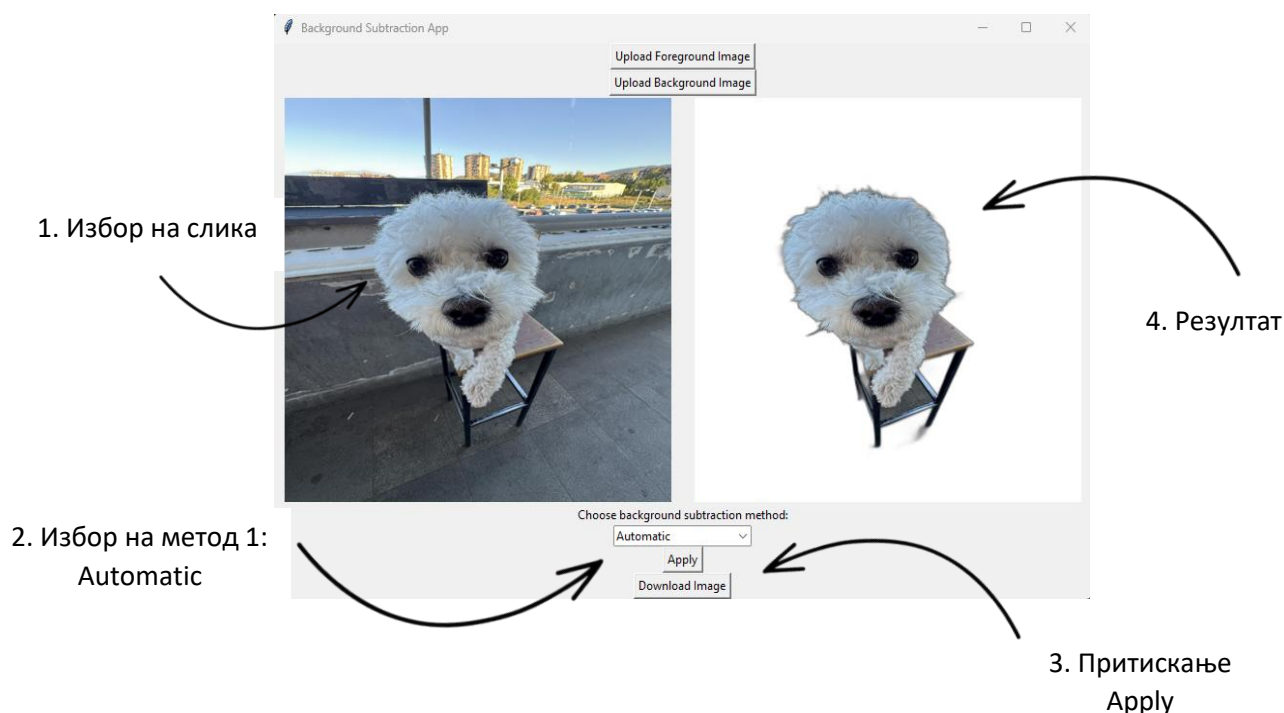 Background Subtraction App
Upload Foreground Image
Upload Background Image
1. Избор на слика
4. Резултат
Choose background subtraction method:
2. Избор на метод 1:
Automatic
Automatic
Apply
Download Image
3. Притискање
Apply